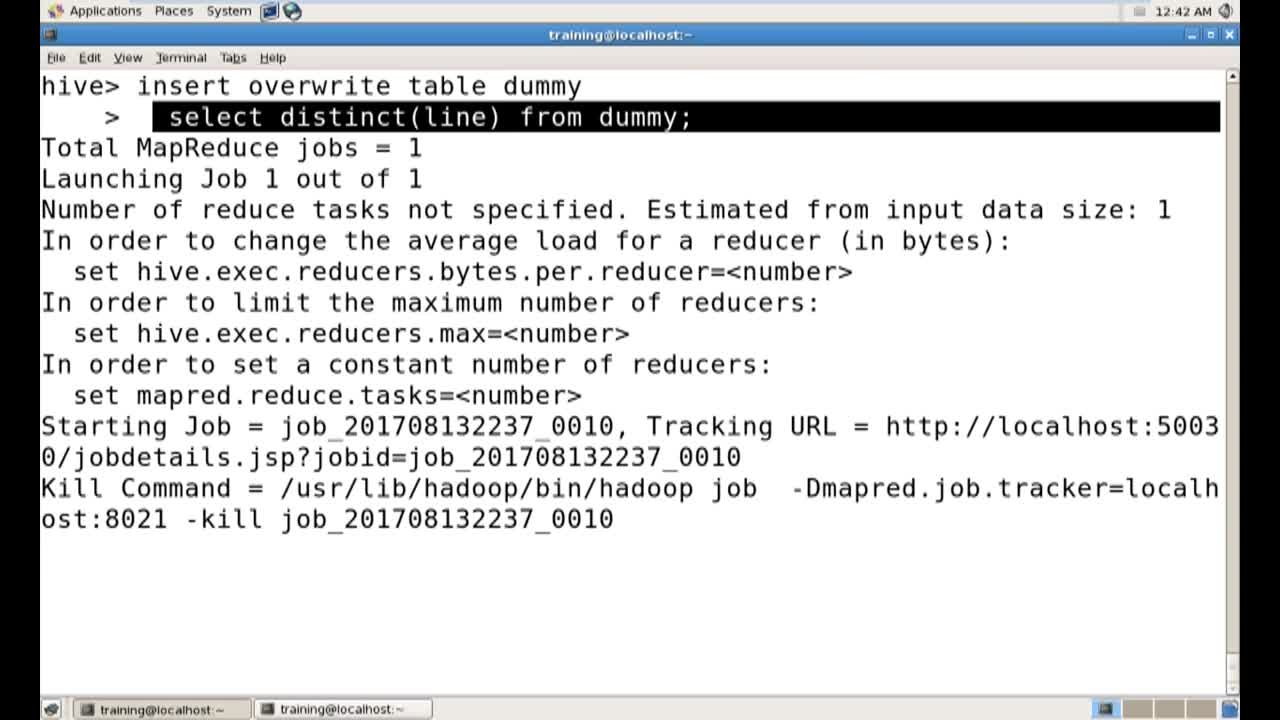 Applications Places System 12:42 AM
training@localhost:~
File Edit View Terminal Tabs Help
hive> insert overwrite table dummy
    >   select distinct(line) from dummy;
Total MapReduce jobs = 1
Launching Job 1 out of 1
Number of reduce tasks not specified. Estimated from input data size: 1
In order to change the average load for a reducer (in bytes):
  set hive.exec.reducers.bytes.per.reducer=<number>
In order to limit the maximum number of reducers:
  set hive.exec.reducers.max=<number>
In order to set a constant number of reducers:
  set mapred.reduce.tasks=<number>
Starting Job = job_201708132237_0010, Tracking URL = http://localhost:5003
0/jobdetails.jsp?jobid=job_201708132237_0010
Kill Command = /usr/lib/hadoop/bin/hadoop job  -Dmapred.job.tracker=localh
ost:8021 -kill job_201708132237_0010
training@localhost:~ training@localhost:~